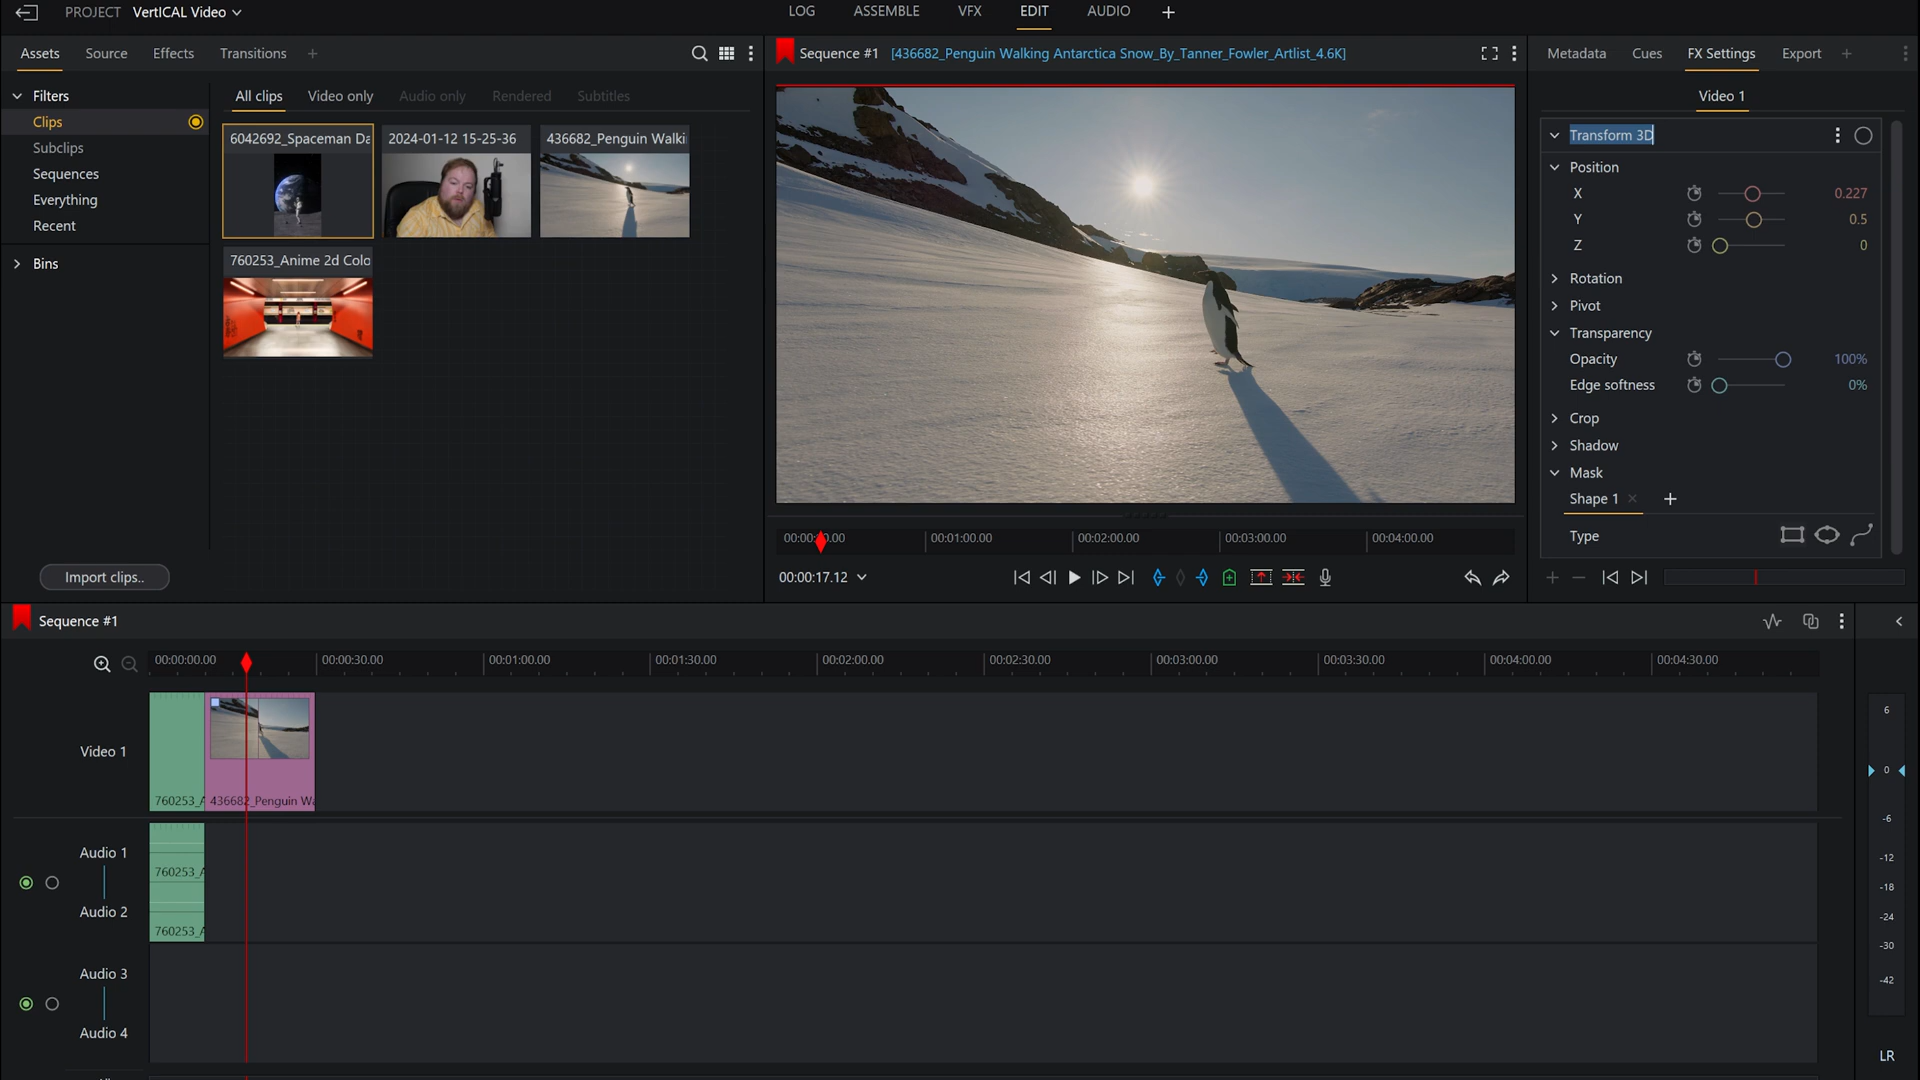 PROJECT VertICAL Video
LOG ASSEMBLE VFX EDIT AUDIO +
Assets Source Effects Transitions +
Sequence #1 [436682_Penguin Walking Antarctica Snow_By_Tanner_Fowler_Artlist_4.6K]
Metadata Cues FX Settings Export +
Filters
Clips
Subclips
Sequences
Everything
Recent
Bins
Import clips..
All clips Video only Audio only Rendered Subtitles
6042692_Spaceman Da 2024-01-12 15-25-36 436682_Penguin Walki
760253_Anime 2d Colo
00:00: 0.00 00:01:00.00 00:02:00.00 00:03:00.00 00:04:00.00
00:00:17.12
Video 1
Transform 3D
Position
X 0.227
Y 0.5
Z 0
Rotation
Pivot
Transparency
Opacity 100%
Edge softness 0%
Crop
Shadow
Mask
Shape 1 × +
Type
Sequence #1
00:00:00.00 00:00:30.00 00:01:00.00 00:01:30.00 00:02:00.00 00:02:30.00 00:03:00.00 00:03:30.00 00:04:00.00 00:04:30.00
Video 1
760253_A 436682_Penguin Wa
Audio 1
760253_A
Audio 2
760253_A
Audio 3
Audio 4
6
0
-6
-12
-18
-24
-30
-42
LR